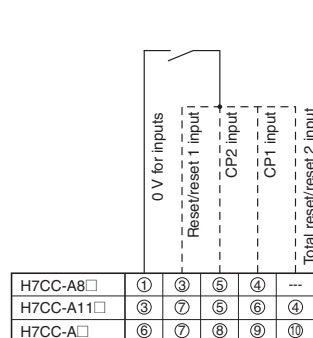 0 V for inputs
Reset/reset 1 input
CP2 input
CP1 input
Total reset/reset 2 input
H7CC-A8□ ① ③ ⑤ ④ ---
H7CC-A11□ ③ ⑦ ⑤ ⑥ ④
H7CC-A□ ⑥ ⑦ ⑧ ⑨ ⑩